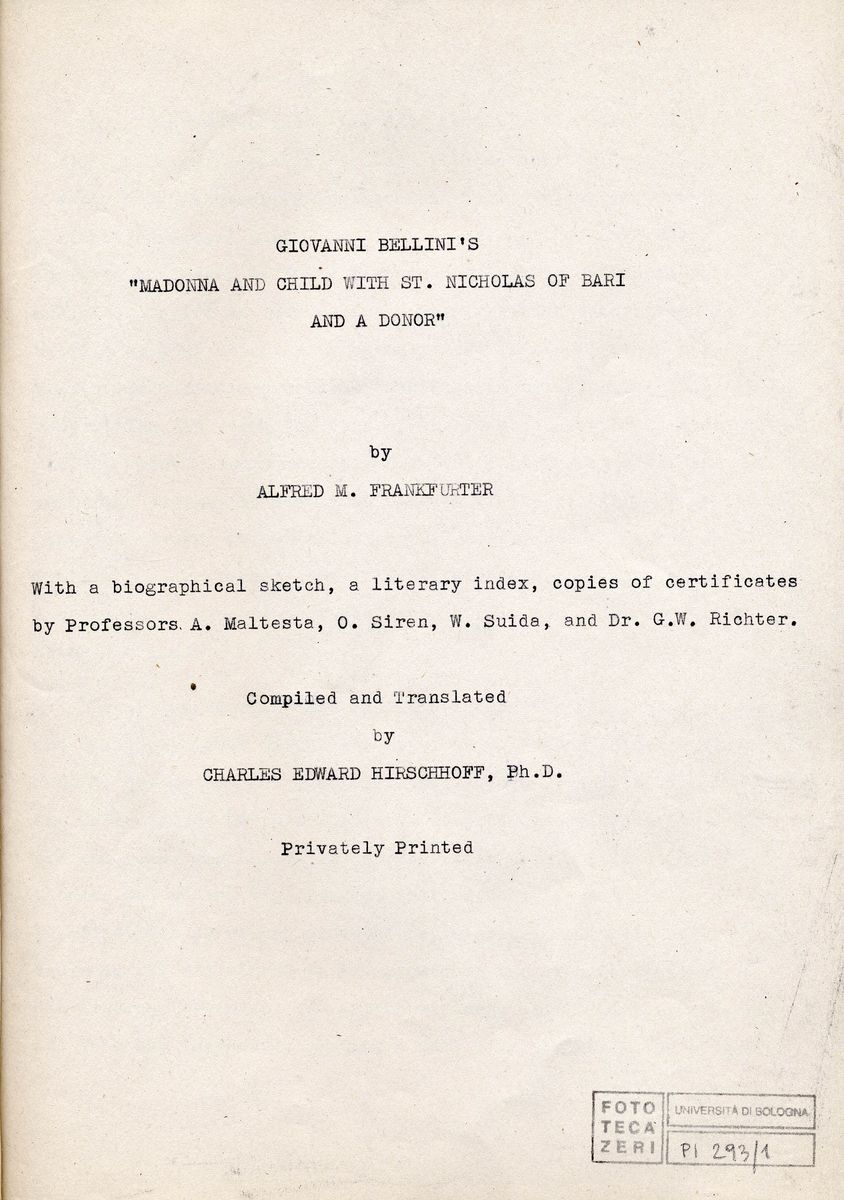 GIOVANNI BELLINI'S
"MADONNA AND CHILD WITH ST. NICHOLAS OF BARI
AND A DONOR"
by
ALFRED M. FRANKFURTER
With a biographical sketch, a literary index, copies of certificates
by Professors. A. Maltesta, O. Siren, W. Suida, and Dr. G.W. Richter.
Compiled and Translated
by
CHARLES EDWARD HIRSCHHOFF, Ph.D.
Privately Printed
FOTO
TECA
ZERI
UNIVERSITÀ DI BOLOGNA
PI 293/1